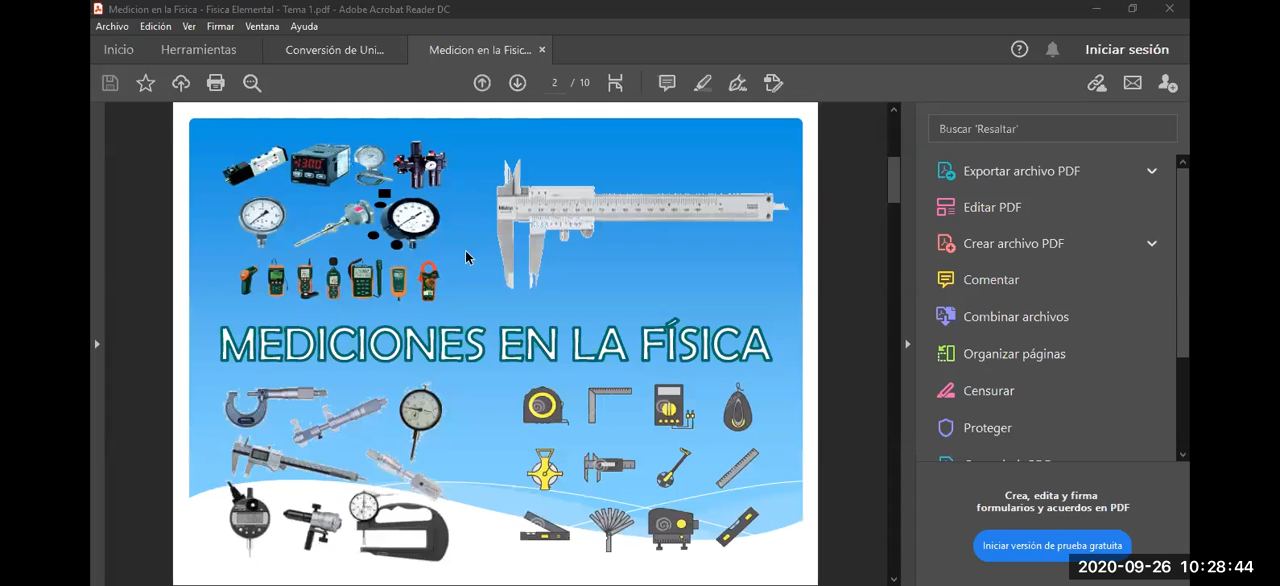 Medicion en la Fisica - Fisica Elemental - Tema 1.pdf - Adobe Acrobat Reader DC
Archivo Edición Ver Firmar Ventana Ayuda
Inicio Herramientas Conversión de Uni... Medicion en la Fisic... × Iniciar sesión
2 / 10
Buscar 'Resaltar'
Exportar archivo PDF
Editar PDF
Crear archivo PDF
Comentar
Combinar archivos
Organizar páginas
Censurar
Proteger
MEDICIONES EN LA FÍSICA
Crea, edita y firma
formularios y acuerdos en PDF
Iniciar versión de prueba gratuita
2020-09-26 10:28:44